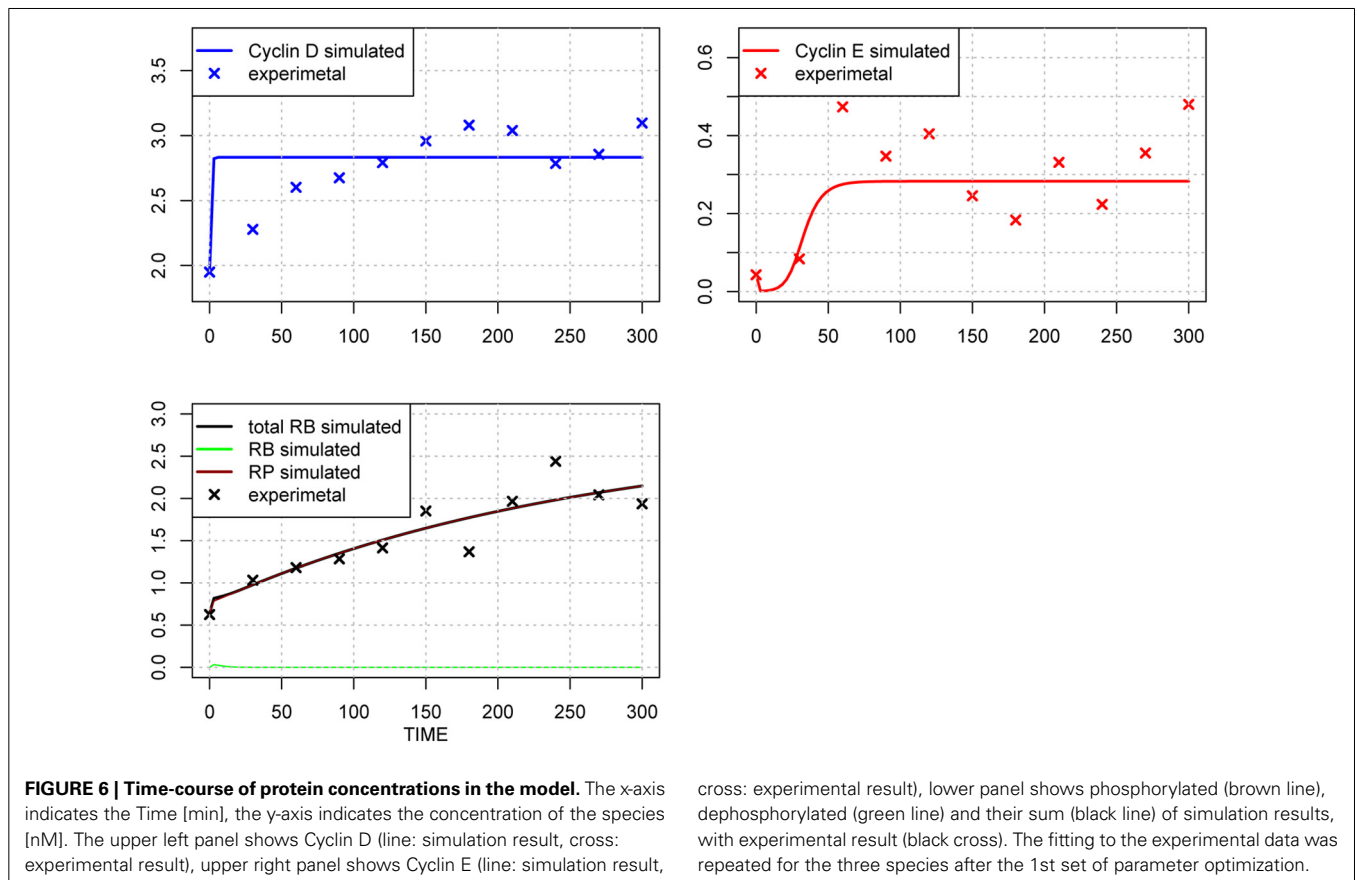 Cyclin D simulated
experimetal
3.5
3.0
2.5
2.0
0 50 100 150 200 250 300
Cyclin E simulated
experimetal
0.6
0.4
0.2
0.0
0 50 100 150 200 250 300
total RB simulated
RB simulated
RP simulated
experimetal
3.0
2.5
2.0
1.5
1.0
0.5
0.0
0 50 100 150 200 250 300
TIME
FIGURE 6 | Time-course of protein concentrations in the model. The x-axis
indicates the Time [min], the y-axis indicates the concentration of the species
[nM]. The upper left panel shows Cyclin D (line: simulation result, cross:
experimental result), upper right panel shows Cyclin E (line: simulation result,
cross: experimental result), lower panel shows phosphorylated (brown line),
dephosphorylated (green line) and their sum (black line) of simulation results,
with experimental result (black cross). The fitting to the experimental data was
repeated for the three species after the 1st set of parameter optimization.